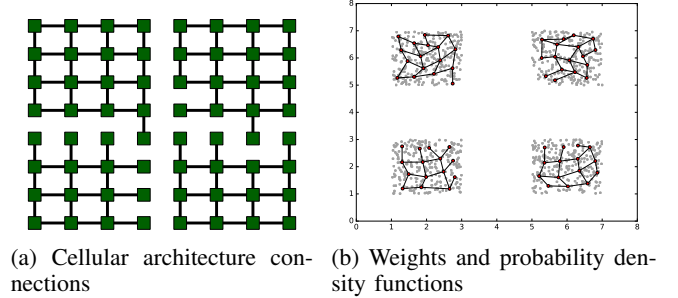 8
7
6
5
4
3
2
1
0
0 1 2 3 4 5 6 7 8
(a) Cellular architecture con-
nections
(b) Weights and probability den-
sity functions